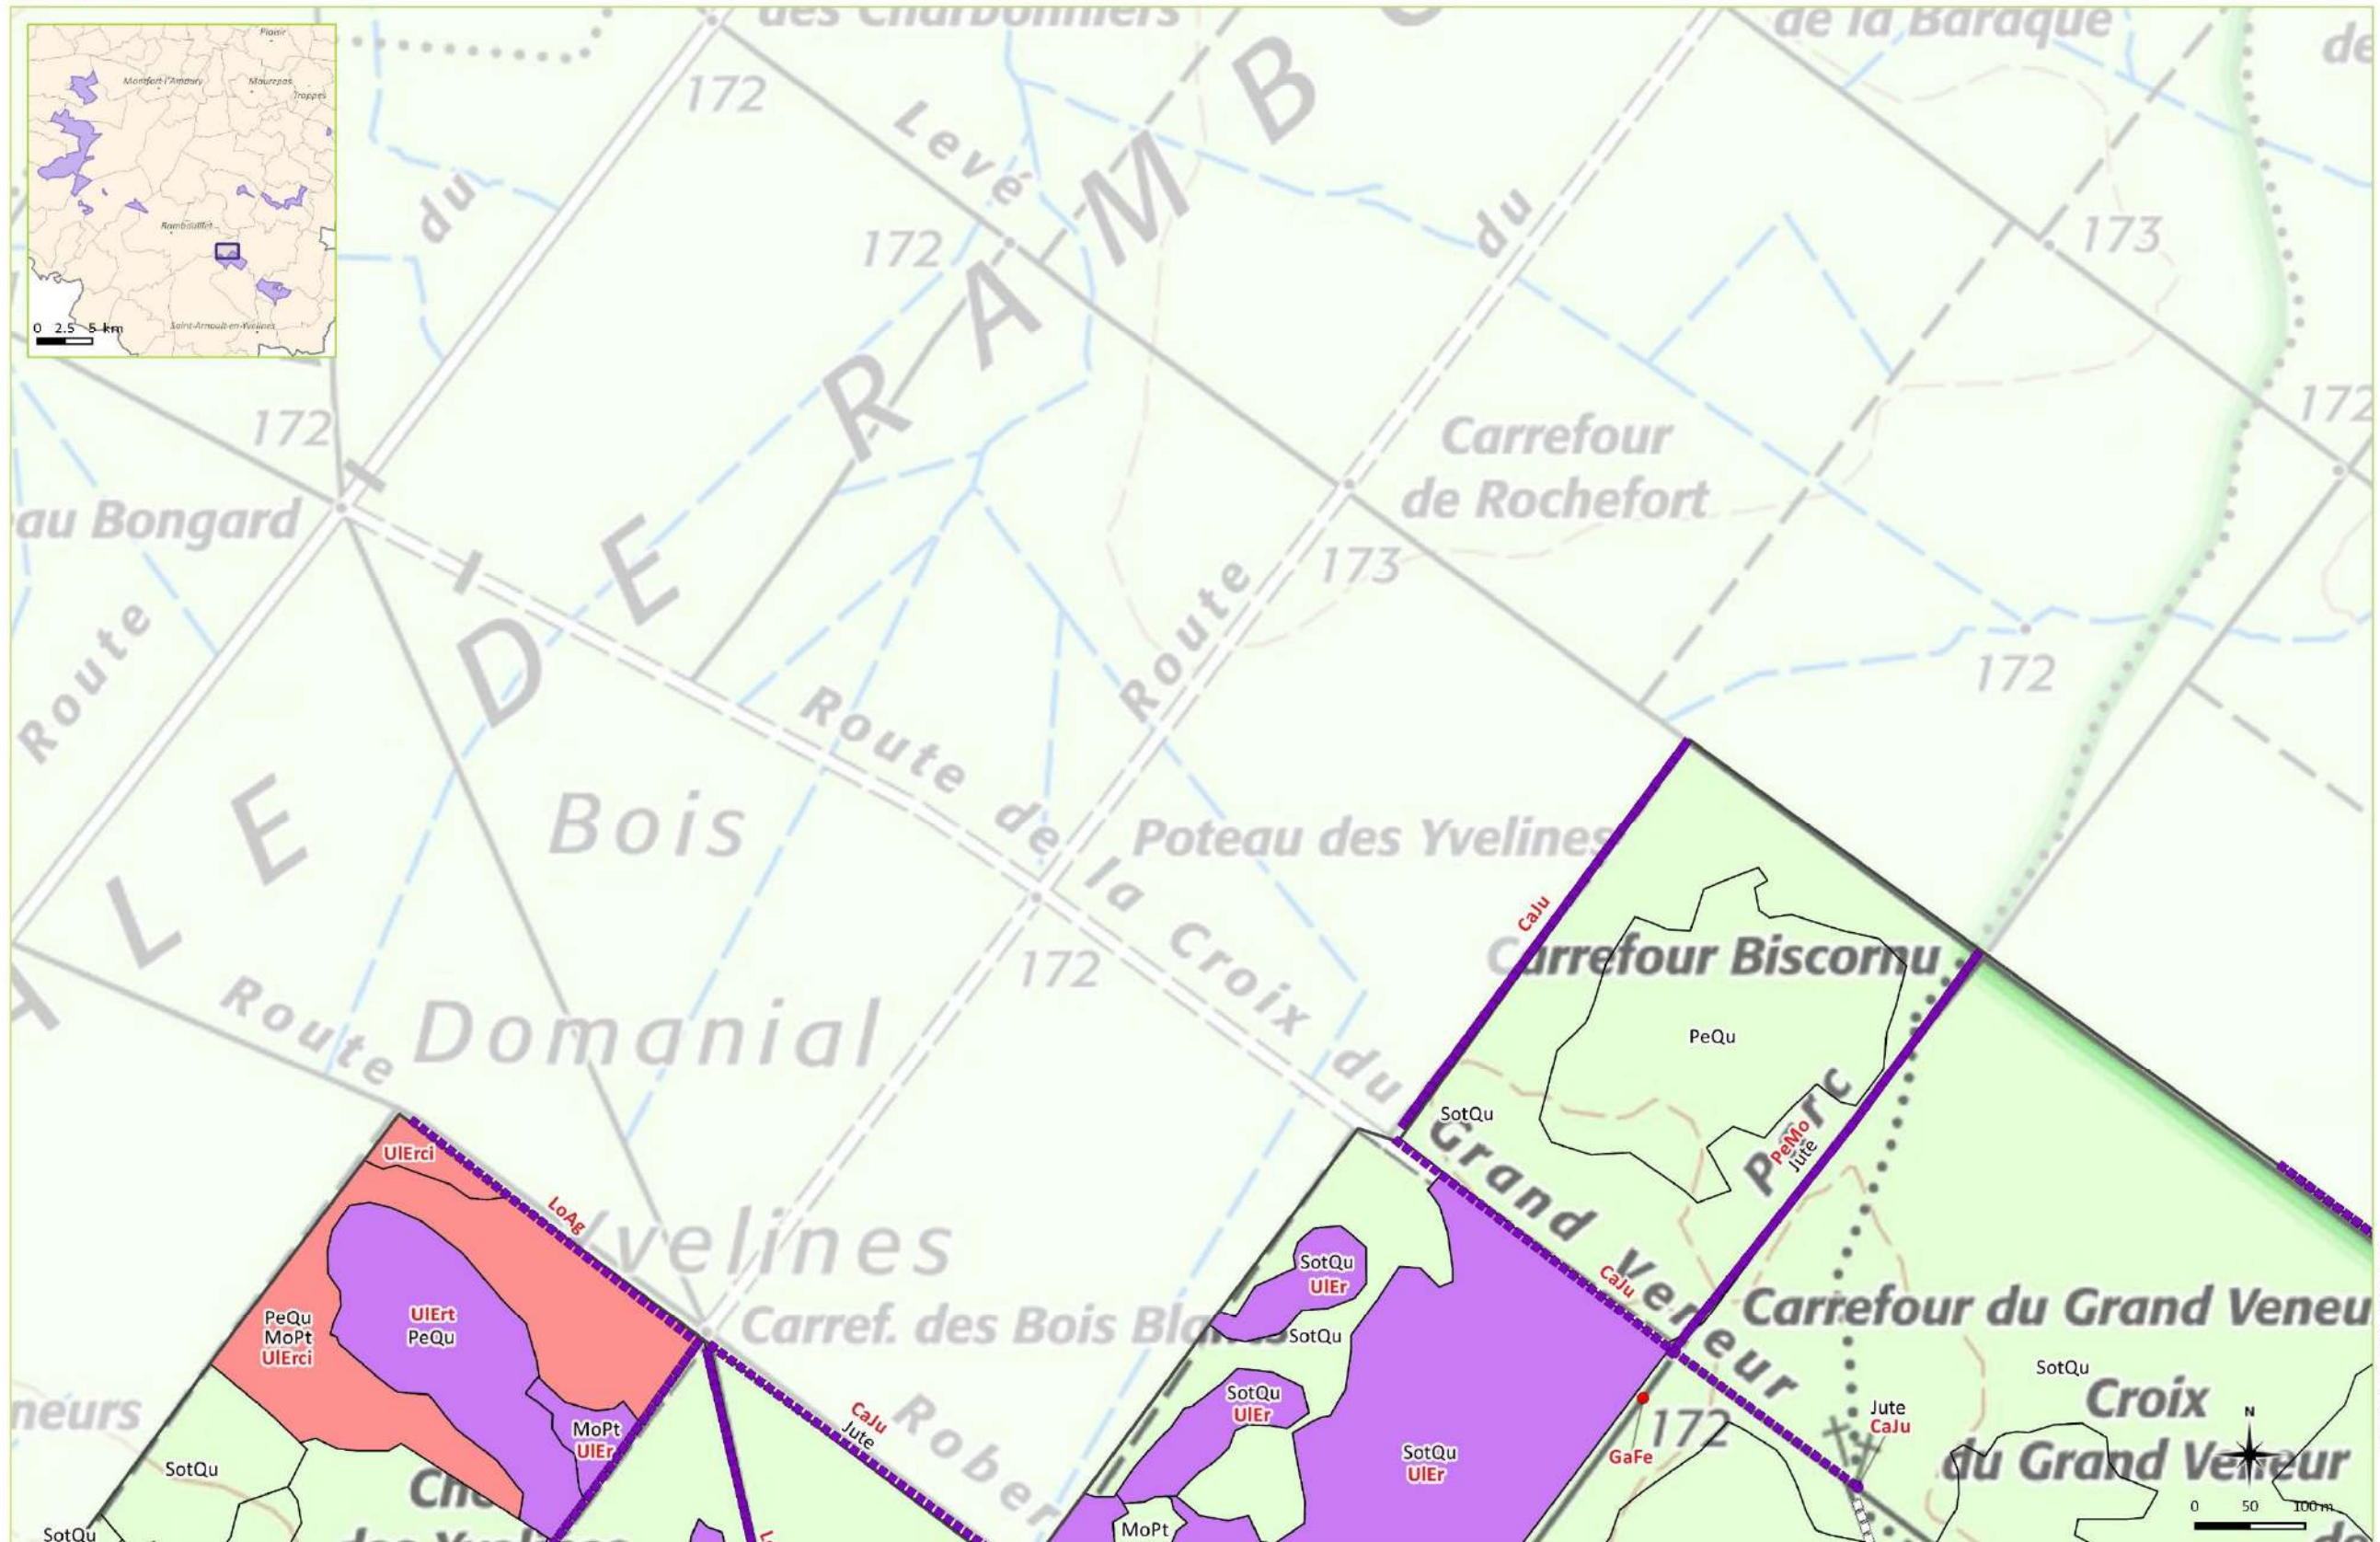 des Charbonniers
de la Baraque
de
Plaisir
Montfort-l'Amaury
Maurepas
Trappes
Rambouillet
Saint-Arnoult-en-Yvelines
0 2.5 5 km
172
Levé
B
M
du
du
172
173
A
R
172
Carrefour
de Rochefort
172
au Bongard
E
173
Route
Route
D
172
Route de la Croix du
Bois
Poteau des Yvelines
E
L
CaJu
Carrefour Biscornu
172
Route
Domanial
PeQu
Parc
SotQu
PeMo
Jute
UlErci
LoAg
Yvelines
Grand Veneur
SotQu
UlEr
CaJu
PeQu
MoPt
UlErci
UlErt
PeQu
Carref. des Bois Blancs
SotQu
Carrefour du Grand Veneu
SotQu
neurs
CaJu
Jute
Rober
SotQu
UlEr
Croix
du Grand Veneur
Jute
CaJu
MoPt
UlEr
172
GaFe
SotQu
UlEr
SotQu
N
0 50 100 m
MoPt
SotQu